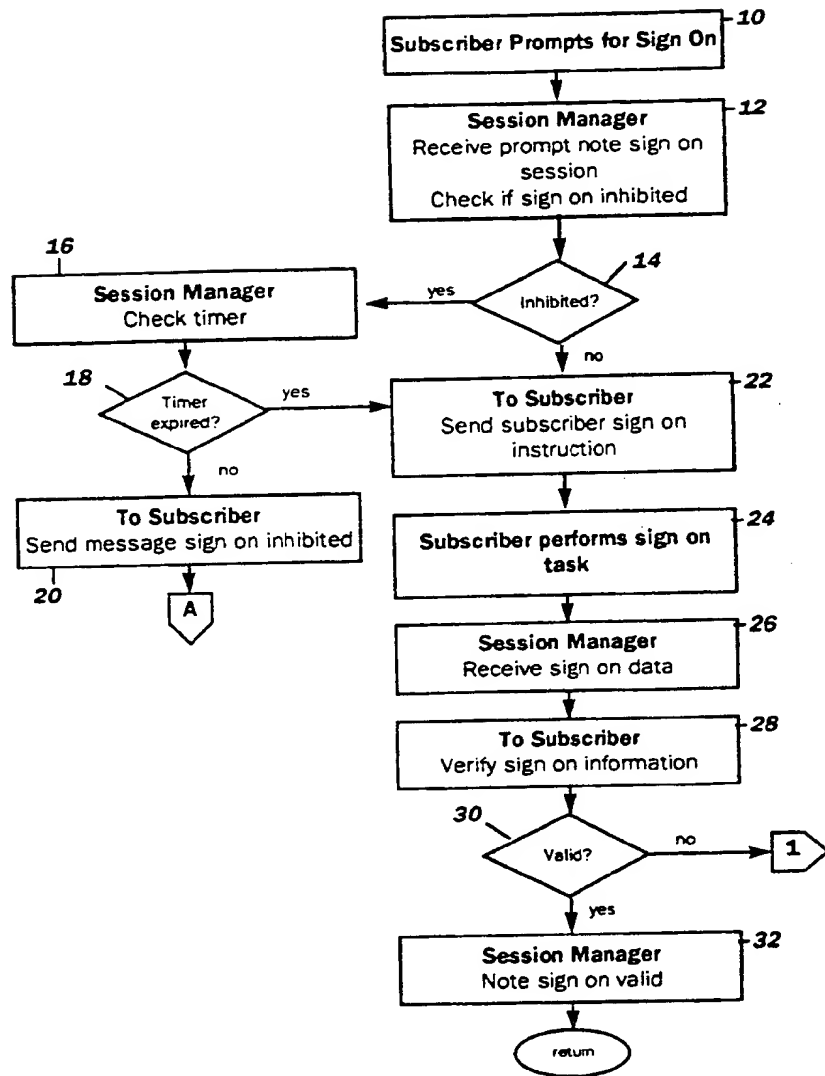 10
Subscriber Prompts for Sign On
12
Session Manager
Receive prompt note sign on
session
Check if sign on inhibited
14
Inhibited?
yes
no
16
Session Manager
Check timer
18
Timer
expired?
yes
no
To Subscriber
Send message sign on inhibited
20
A
22
To Subscriber
Send subscriber sign on
instruction
24
Subscriber performs sign on
task
26
Session Manager
Receive sign on data
28
To Subscriber
Verify sign on information
30
Valid?
no
1
yes
32
Session Manager
Note sign on valid
return